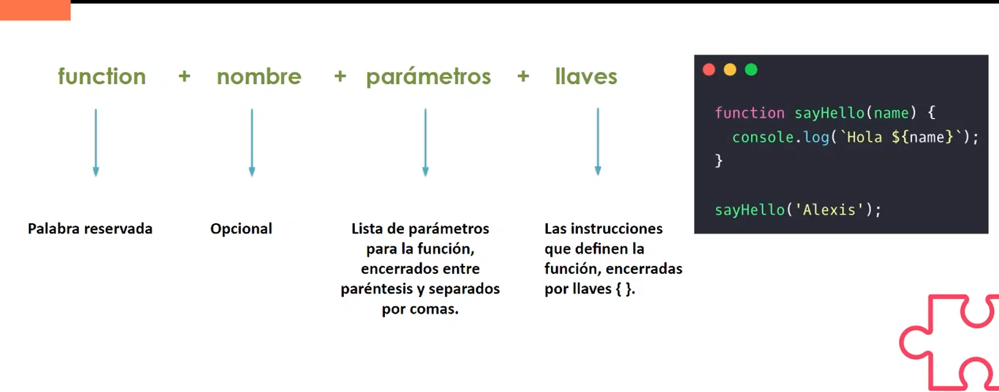 function + nombre + parámetros + llaves
Palabra reservada
Opcional
Lista de parámetros
para la función,
encerrados entre
paréntesis y separados
por comas.
Las instrucciones
que definen la
función, encerradas
por llaves { }.
function sayHello(name) {
  console.log(`Hola ${name}`);
}
sayHello('Alexis');